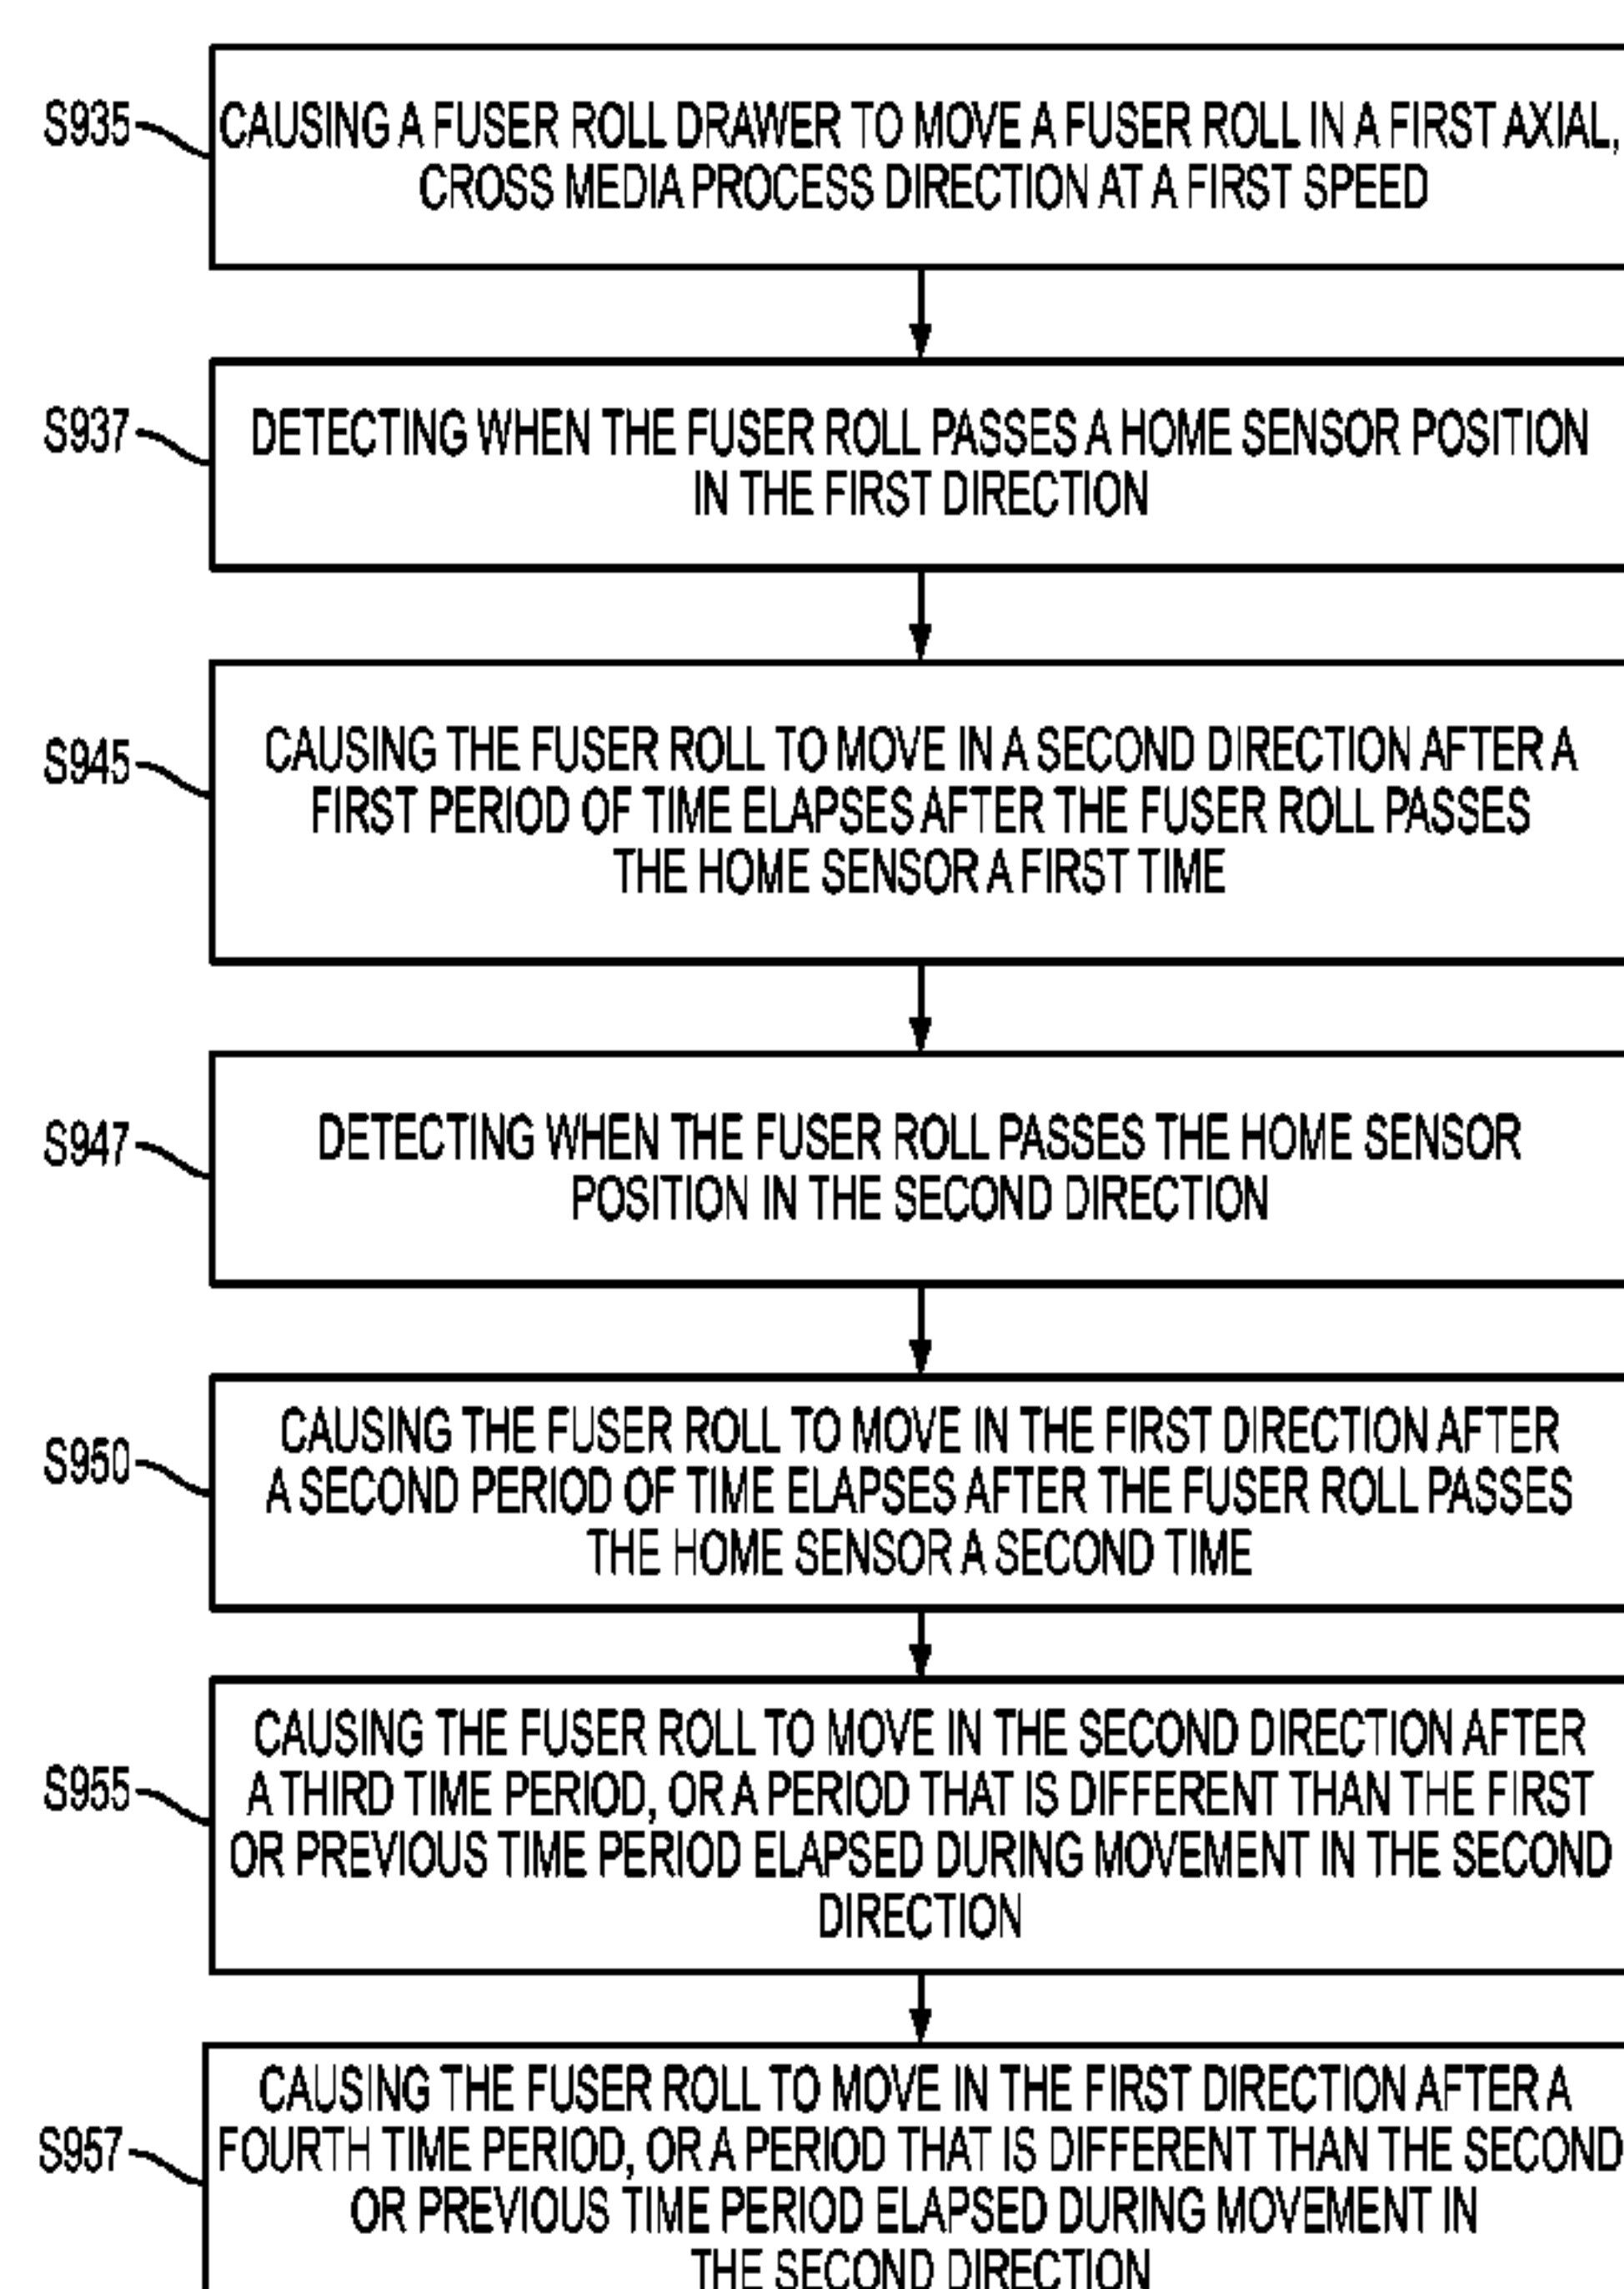 S935
CAUSING A FUSER ROLL DRAWER TO MOVE A FUSER ROLL IN A FIRST AXIAL,
CROSS MEDIA PROCESS DIRECTION AT A FIRST SPEED
S937
DETECTING WHEN THE FUSER ROLL PASSES A HOME SENSOR POSITION
IN THE FIRST DIRECTION
S945
CAUSING THE FUSER ROLL TO MOVE IN A SECOND DIRECTION AFTER A
FIRST PERIOD OF TIME ELAPSES AFTER THE FUSER ROLL PASSES
THE HOME SENSOR A FIRST TIME
S947
DETECTING WHEN THE FUSER ROLL PASSES THE HOME SENSOR
POSITION IN THE SECOND DIRECTION
S950
CAUSING THE FUSER ROLL TO MOVE IN THE FIRST DIRECTION AFTER
A SECOND PERIOD OF TIME ELAPSES AFTER THE FUSER ROLL PASSES
THE HOME SENSOR A SECOND TIME
S955
CAUSING THE FUSER ROLL TO MOVE IN THE SECOND DIRECTION AFTER
A THIRD TIME PERIOD, OR A PERIOD THAT IS DIFFERENT THAN THE FIRST
OR PREVIOUS TIME PERIOD ELAPSED DURING MOVEMENT IN THE SECOND
DIRECTION
S957
CAUSING THE FUSER ROLL TO MOVE IN THE FIRST DIRECTION AFTER A
FOURTH TIME PERIOD, OR A PERIOD THAT IS DIFFERENT THAN THE SECOND
OR PREVIOUS TIME PERIOD ELAPSED DURING MOVEMENT IN
THE SECOND DIRECTION